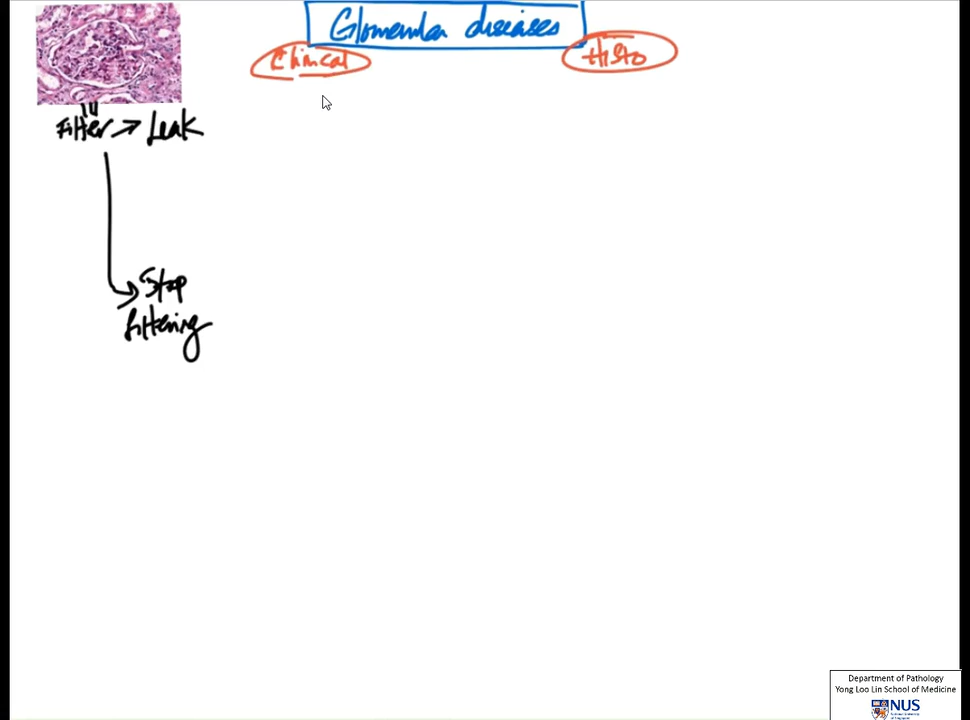 Glomerular diseases
Clinical
Histo
Filter → Leak
Stop
filtering
Department of Pathology
Yong Loo Lin School of Medicine
NUS